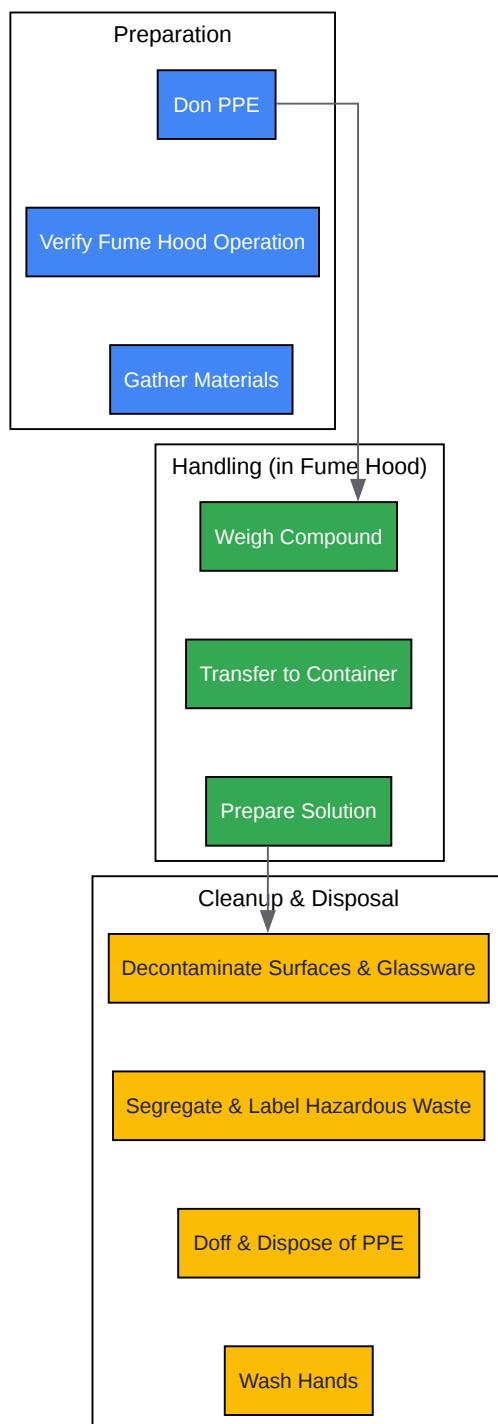 Preparation
Don PPE
Verify Fume Hood Operation
Gather Materials
Handling (in Fume Hood)
Weigh Compound
Transfer to Container
Prepare Solution
Cleanup & Disposal
Decontaminate Surfaces & Glassware
Segregate & Label Hazardous Waste
Doff & Dispose of PPE
Wash Hands